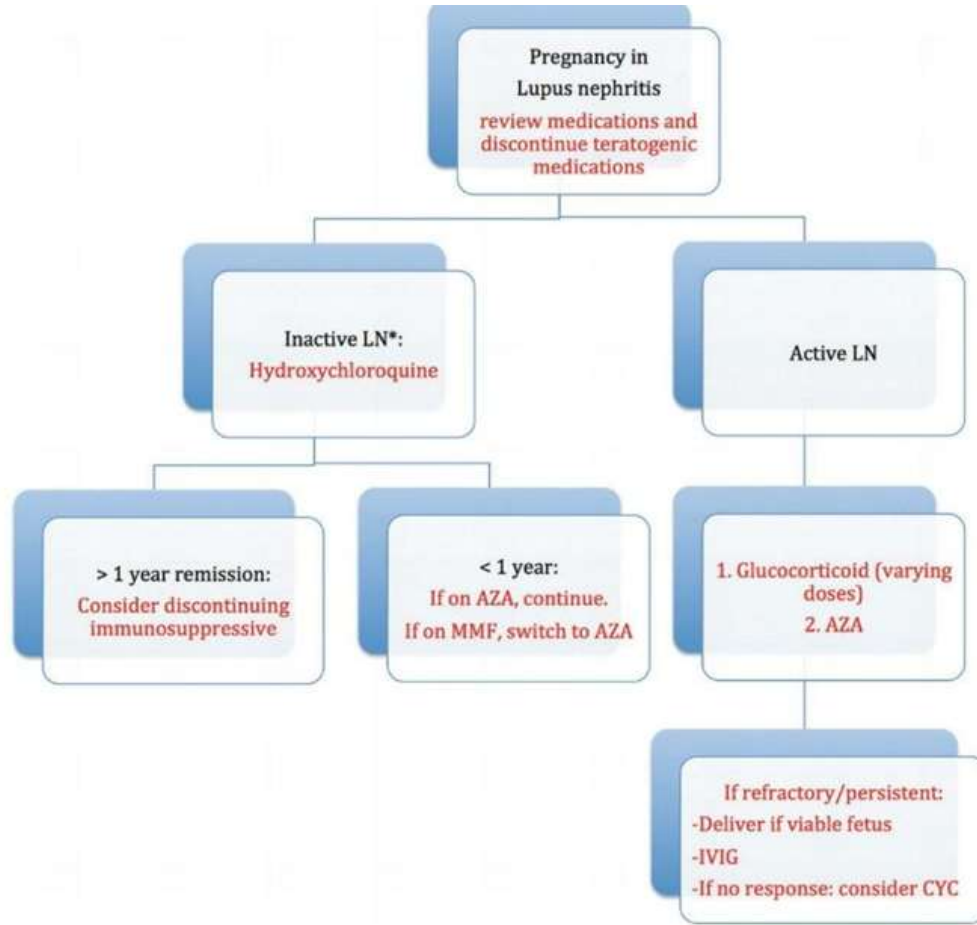 Pregnancy in
Lupus nephritis
review medications and
discontinue teratogenic
medications
Inactive LN*:
Hydroxychloroquine
Active LN
> 1 year remission:
Consider discontinuing
immunosuppressive
< 1 year:
If on AZA, continue.
If on MMF, switch to AZA
1. Glucocorticoid (varying
doses)
2. AZA
If refractory/persistent:
-Deliver if viable fetus
-IVIG
-If no response: consider CYC